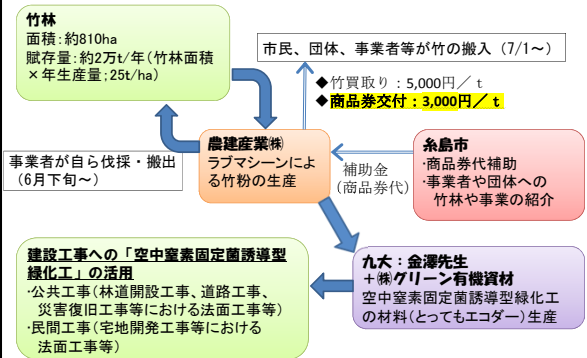 竹林
面積：約810ha
賦存量：約2万t/年（竹林面積
×年生産量；25t/ha）
市民、団体、事業者等が竹の搬入（7/1～）
◆竹買取り：5,000円／ｔ
◆商品券交付：3,000円／ｔ
事業者が自ら伐採・搬出
（6月下旬～）
農建産業㈱
ラブマシーンによ
る竹粉の生産
補助金
（商品券代）
糸島市
・商品券代補助
・事業者や団体への
竹林や事業の紹介
建設工事への「空中窒素固定菌誘導型
緑化工」の活用
・公共工事（林道開設工事、道路工事、
災害復旧工事等における法面工事等）
・民間工事（宅地開発工事等における
法面工事等）
九大：金澤先生
＋㈱グリーン有機資材
空中窒素固定菌誘導型緑化工
の材料（とってもエコダー）生産